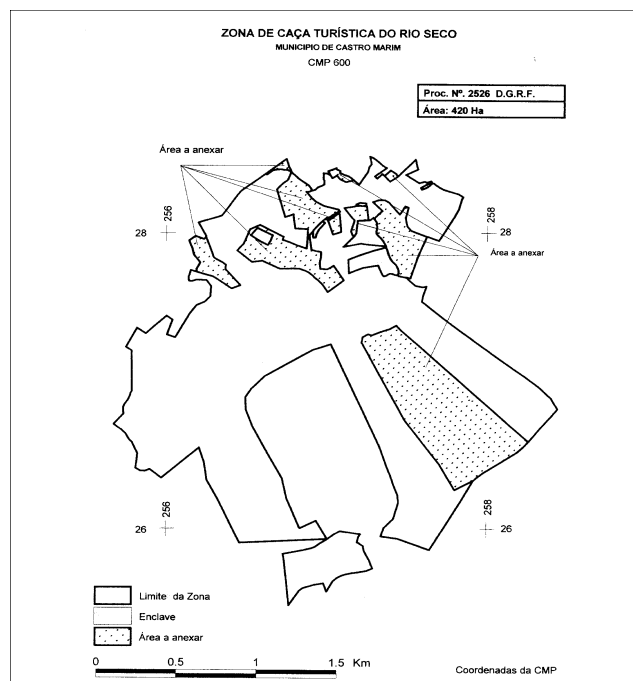 ZONA DE CAÇA TURÍSTICA DO RIO SECO
MUNICIPIO DE CASTRO MARIM
CMP 600
Proc. Nº. 2526 D.G.R.F.
Área: 420 Ha
Área a anexar
256
28
258
28
Área a anexar
256
26
258
26
Limite da Zona
Enclave
Área a anexar
0 0.5 1 1.5 Km
Coordenadas da CMP